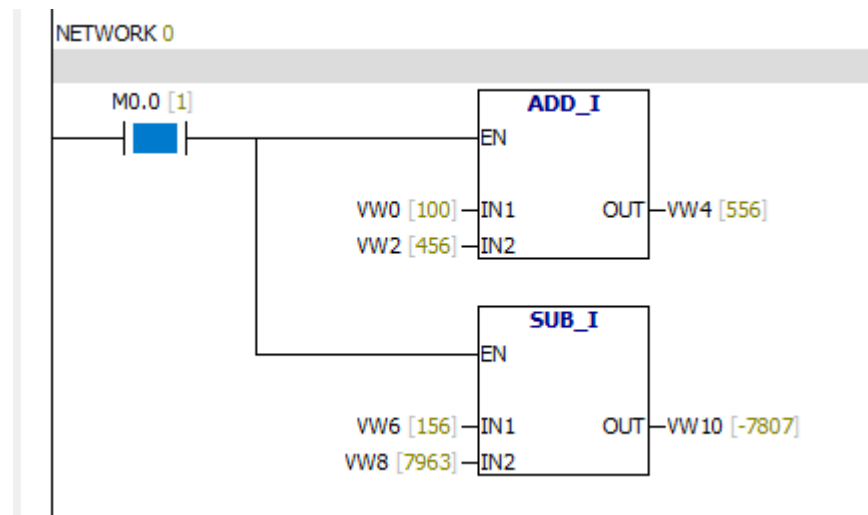 NETWORK 0
M0.0 [1]
ADD_I
EN
VW0 [100] IN1 OUT VW4 [556]
VW2 [456] IN2
SUB_I
EN
VW6 [156] IN1 OUT VW10 [-7807]
VW8 [7963] IN2